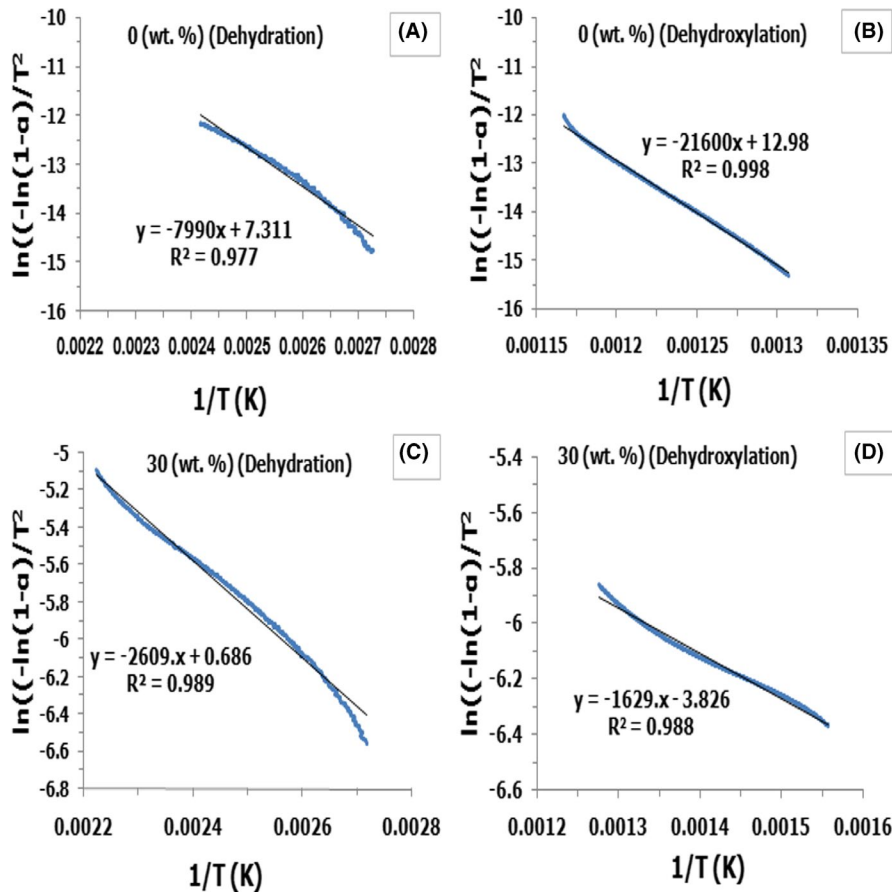 0 (wt. %) (Dehydration)
(A)
ln((-ln(1-α)/T²
-10
-11
-12
-13
-14
-15
-16
y = -7990x + 7.311
R² = 0.977
0.0022 0.0023 0.0024 0.0025 0.0026 0.0027 0.0028
1/T (K)
0 (wt. %) (Dehydroxylation)
(B)
ln((-ln(1-α)/T²
-10
-11
-12
-13
-14
-15
-16
y = -21600x + 12.98
R² = 0.998
0.00115 0.0012 0.00125 0.0013 0.00135
1/T (K)
30 (wt. %) (Dehydration)
(C)
ln((-ln(1-α)/T²
-5
-5.2
-5.4
-5.6
-5.8
-6
-6.2
-6.4
-6.6
-6.8
y = -2609.x + 0.686
R² = 0.989
0.0022 0.0024 0.0026 0.0028
1/T (K)
30 (wt. %) (Dehydroxylation)
(D)
ln((-ln(1-α)/T²
-5.4
-5.6
-5.8
-6
-6.2
-6.4
-6.6
y = -1629.x - 3.826
R² = 0.988
0.0012 0.0013 0.0014 0.0015 0.0016
1/T (K)